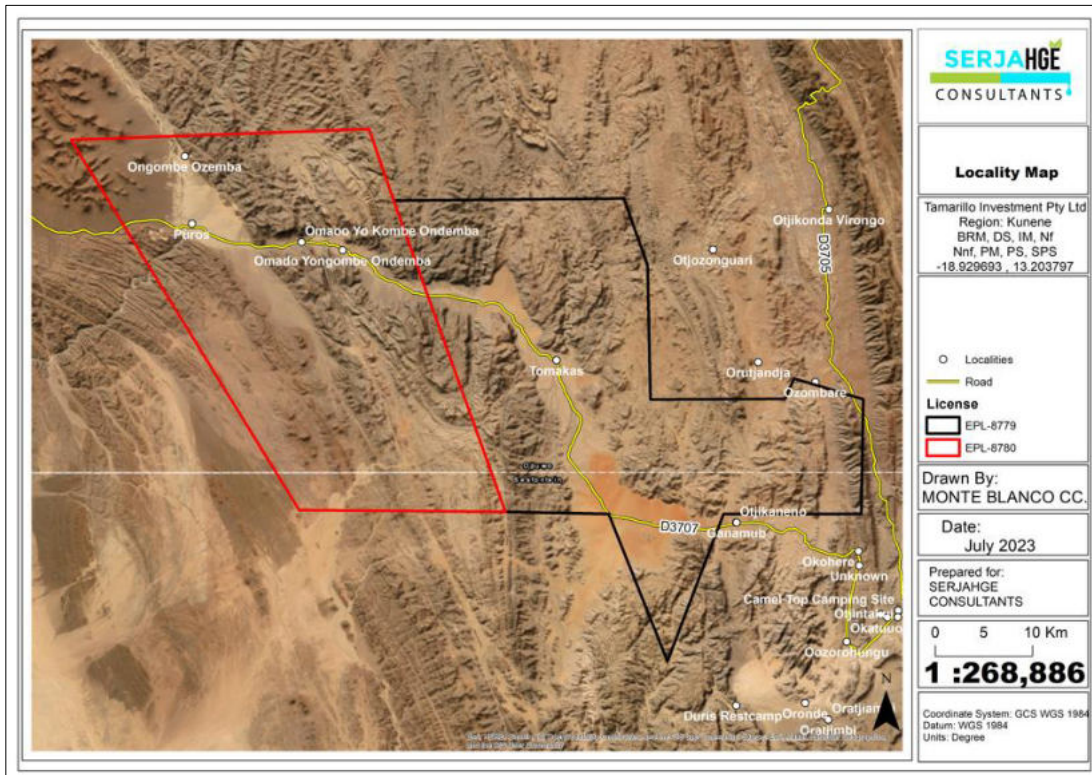 Ongombe Ozemba
Puros
Omaoo Yo Kombe Ondemba
Omado Yongombe Ondemba
Otjikonda Virongo
Otjozonguari
D3705
Tomakas
Orutjandja
Ozombare
Opuwo
Sesfontein
D3707
Otjikaneno
Ganamub
Okohero
Unknown
Camel Top Camping Site
Okatuuo
Oozorohungu
Duris Restcamp
Oronde
SERJAHGE
CONSULTANTS
Locality Map
Tamarillo Investment Pty Ltd
Region: Kunene
BRM, DS, IM, Nf
Nnf, PM, PS, SPS
-18.929693 , 13.203797
Localities
Road
License
EPL-8779
EPL-8780
Drawn By:
MONTE BLANCO CC.
Date:
July 2023
Prepared for:
SERJAHGE
CONSULTANTS
0 5 10 Km
1 :268,886
N
Coordinate System: GCS WGS 1984
Datum: WGS 1984
Units: Degree